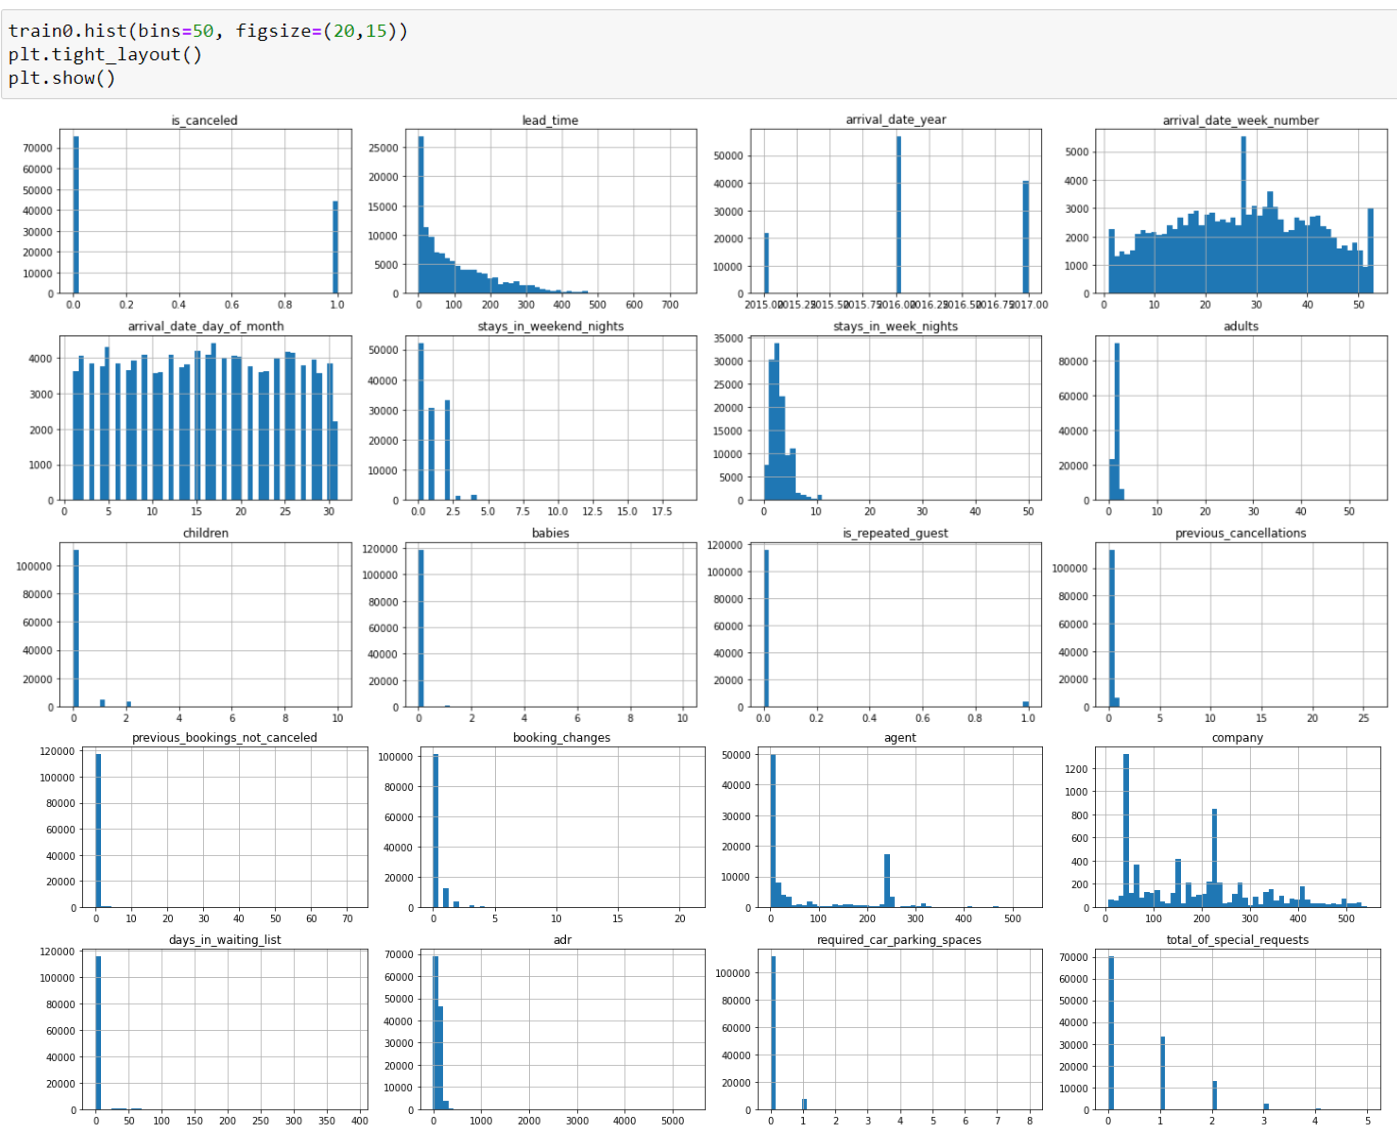 train0.hist(bins=50, figsize=(20,15))
plt.tight_layout()
plt.show()
is_canceled lead_time arrival_date_year arrival_date_week_number
70000 60000 50000 40000 30000 20000 10000 0
0.0 0.2 0.4 0.6 0.8 1.0
25000 20000 15000 10000 5000 0
0 100 200 300 400 500 600 700
50000 40000 30000 20000 10000 0
2015.00 2015.25 2015.50 2015.75 2016.00 2016.25 2016.50 2016.75 2017.00
5000 4000 3000 2000 1000 0
0 10 20 30 40 50
arrival_date_day_of_month stays_in_weekend_nights stays_in_week_nights adults
4000 3000 2000 1000 0
0 5 10 15 20 25 30
50000 40000 30000 20000 10000 0
0.0 2.5 5.0 7.5 10.0 12.5 15.0 17.5
35000 30000 25000 20000 15000 10000 5000 0
0 10 20 30 40 50
80000 60000 40000 20000 0
0 10 20 30 40 50
children babies is_repeated_guest previous_cancellations
100000 80000 60000 40000 20000 0
0 2 4 6 8 10
120000 100000 80000 60000 40000 20000 0
0 2 4 6 8 10
120000 100000 80000 60000 40000 20000 0
0.0 0.2 0.4 0.6 0.8 1.0
100000 80000 60000 40000 20000 0
0 5 10 15 20 25
previous_bookings_not_canceled booking_changes agent company
120000 100000 80000 60000 40000 20000 0
0 10 20 30 40 50 60 70
100000 80000 60000 40000 20000 0
0 5 10 15 20
50000 40000 30000 20000 10000 0
0 100 200 300 400 500
1200 1000 800 600 400 200 0
0 100 200 300 400 500
days_in_waiting_list adr required_car_parking_spaces total_of_special_requests
120000 100000 80000 60000 40000 20000 0
0 50 100 150 200 250 300 350 400
70000 60000 50000 40000 30000 20000 10000 0
0 1000 2000 3000 4000 5000
100000 80000 60000 40000 20000 0
0 1 2 3 4 5 6 7 8
70000 60000 50000 40000 30000 20000 10000 0
0 1 2 3 4 5